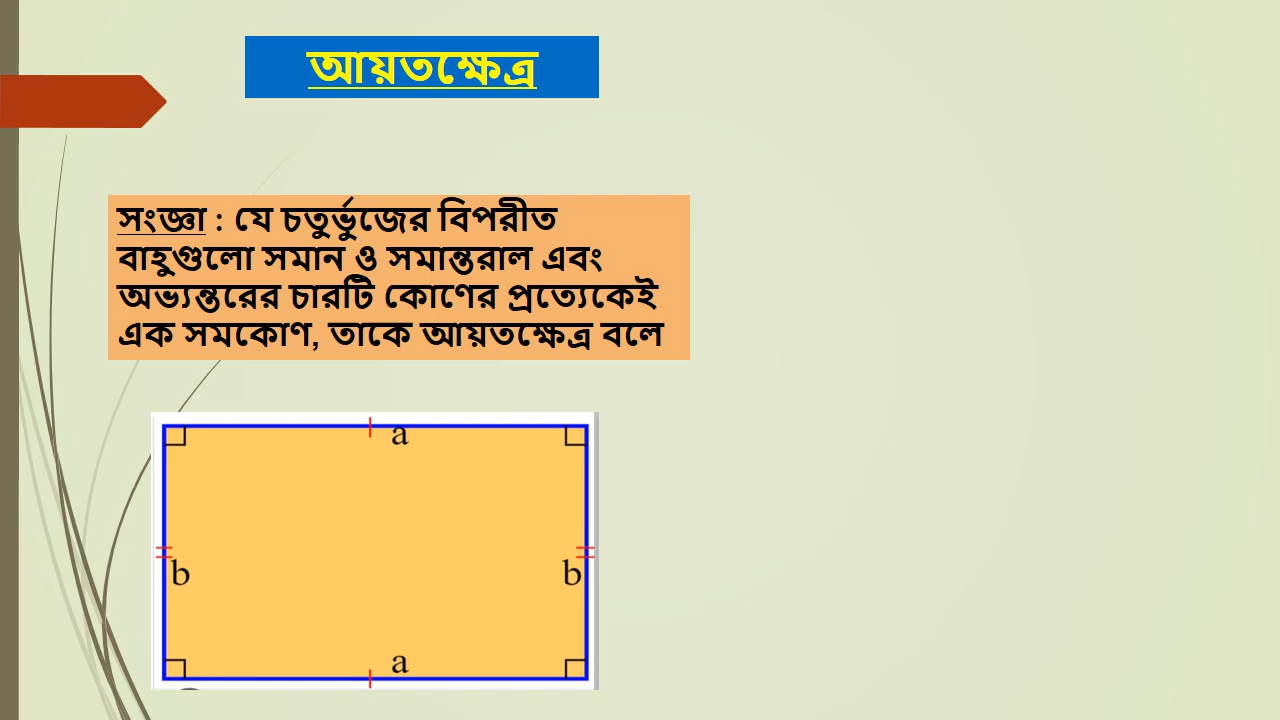 আয়তক্ষেত্র
সংজ্ঞা : যে চতুর্ভুজের বিপরীত
বাহুগুলো সমান ও সমান্তরাল এবং
অভ্যন্তরের চারটি কোণের প্রত্যেকেই
এক সমকোণ, তাকে আয়তক্ষেত্র বলে
a
b
b
a